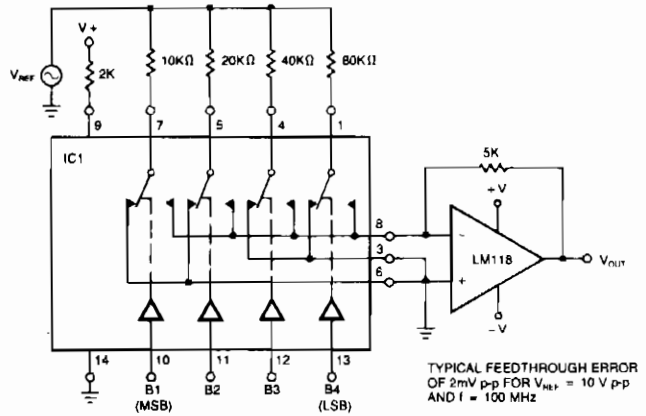 V+
VREF
2K
10KΩ
20KΩ
40KΩ
80KΩ
9
7
5
4
1
IC1
5K
8
+V
−
3
LM118
VOUT
6
+
−V
14
10
11
12
13
B1
B2
B3
B4
(MSB)
(LSB)
TYPICAL FEEDTHROUGH ERROR
OF 2mV p-p FOR VREF = 10 V p-p
AND f = 100 MHz